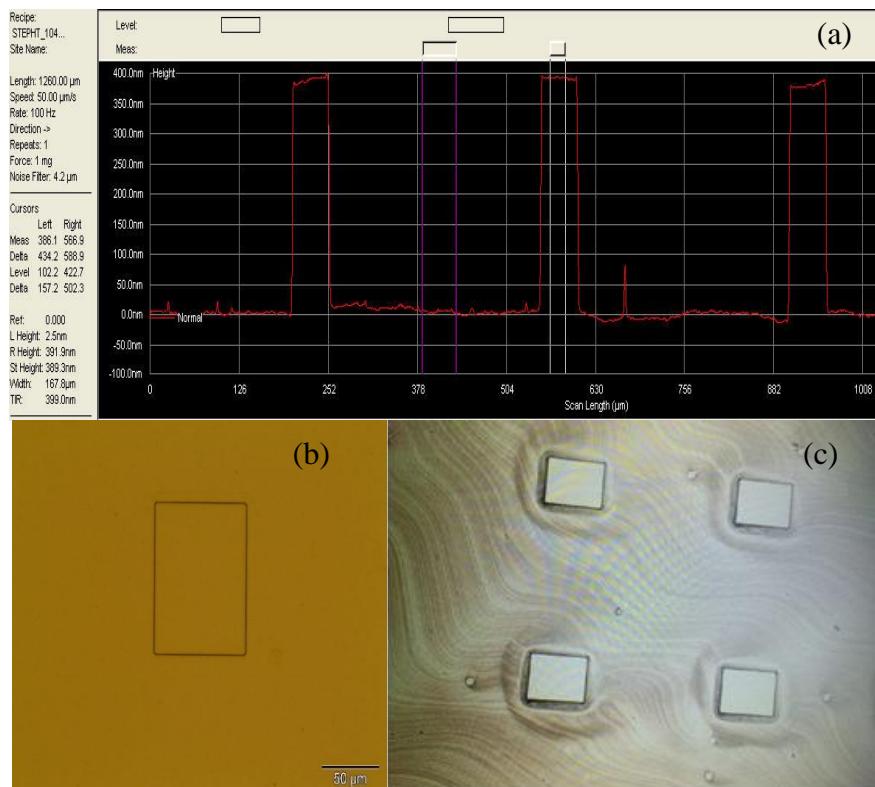 Recipe:
STEPHT_104...
Site Name:
Length: 1260.00 µm
Speed: 50.00 µm/s
Rate: 100 Hz
Direction ->
Repeats: 1
Force: 1 mg
Noise Filter: 4.2 µm
Cursors
Left Right
Meas 386.1 566.9
Delta 434.2 588.9
Level 102.2 422.7
Delta 157.2 502.3
Ref: 0.000
L Height: 2.5nm
R Height: 391.9nm
St Height: 389.3nm
Width: 167.8µm
TIR: 399.0nm
Level:
Meas:
(a)
400.0nm Height
350.0nm
300.0nm
250.0nm
200.0nm
150.0nm
100.0nm
50.0nm
0.0nm Normal
-50.0nm
-100.0nm
0 126 252 378 504 630 756 882 1008
Scan Length (µm)
(b)
50 µm
(c)